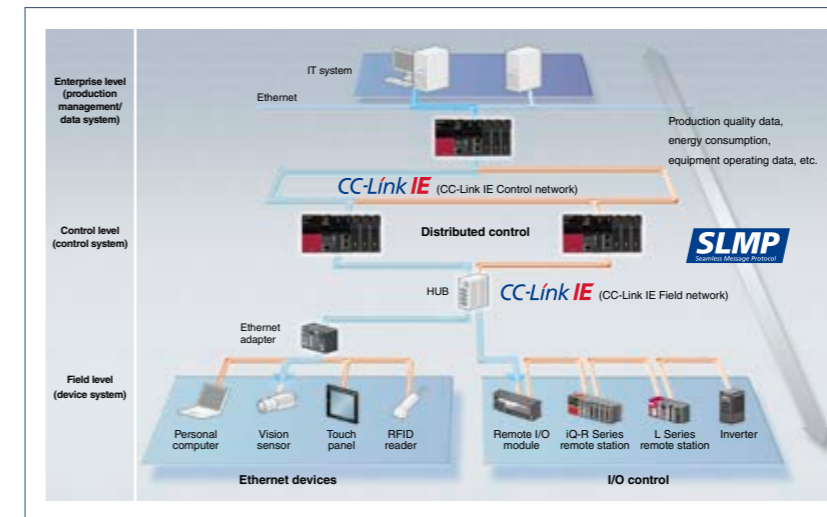 Enterprise level
(production
management/
data system)
IT system
Ethernet
Production quality data,
energy consumption,
equipment operating data, etc.
CC-Link IE (CC-Link IE Control network)
Control level
(control system)
Distributed control
SLMP
Seamless Message Protocol
HUB
CC-Link IE (CC-Link IE Field network)
Ethernet
adapter
Field level
(device system)
Personal
computer
Vision
sensor
Touch
panel
RFID
reader
Remote I/O
module
iQ-R Series
remote station
L Series
remote station
Inverter
Ethernet devices
I/O control